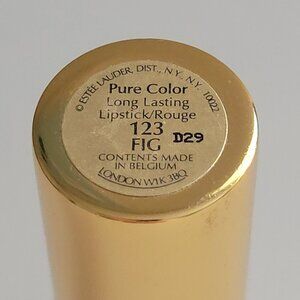 ©ESTÉE LAUDER, DIST., N.Y., N.Y. 10022
Pure Color
Long Lasting
Lipstick/Rouge
123 D29
FIG
CONTENTS MADE
IN BELGIUM
LONDON W1K 3BQ